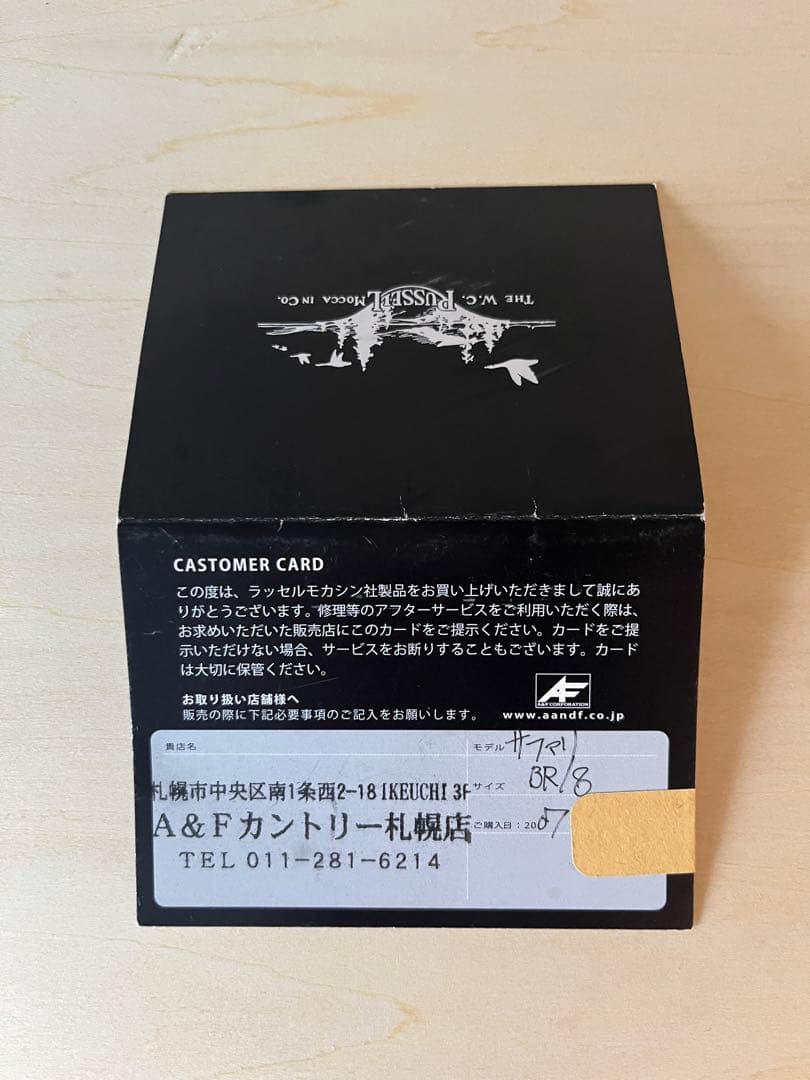 THE W.C. RUSSELL MOCCA IN CO.
CASTOMER CARD
この度は、ラッセルモカシン社製品をお買い上げいただきまして誠にあ
りがとうございます。修理等のアフターサービスをご利用いただく際は、
お求めいただいた販売店にこのカードをご提示ください。カードをご提
示いただけない場合、サービスをお断りすることもございます。カード
は大切に保管ください。
お取り扱い店舗様へ
販売の際に下記必要事項のご記入をお願いします。
AF
A&F CORPORATION
www.aandf.co.jp
貴店名
札幌市中央区南1条西2-18 IKEUCHI 3F
A&Fカントリー札幌店
TEL 011-281-6214
モデル サファリ
BR/8
サイズ
ご購入日:2007